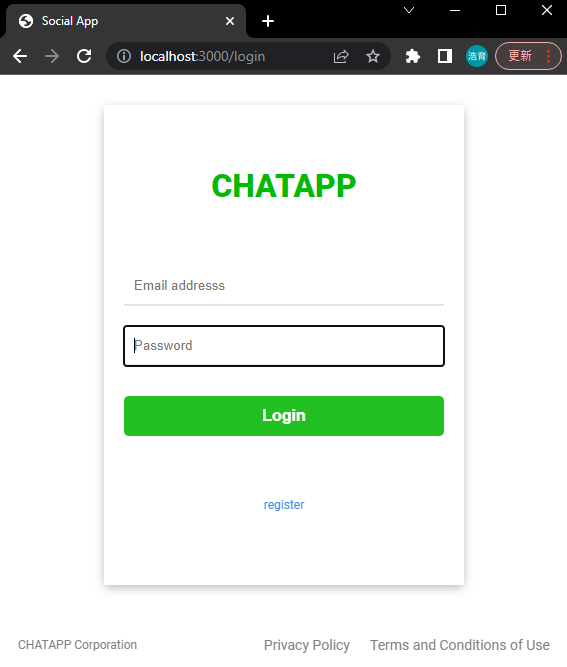 Social App
localhost:3000/login
浩育
更新
CHATAPP
Email addresss
Password
Login
register
CHATAPP Corporation Privacy Policy Terms and Conditions of Use